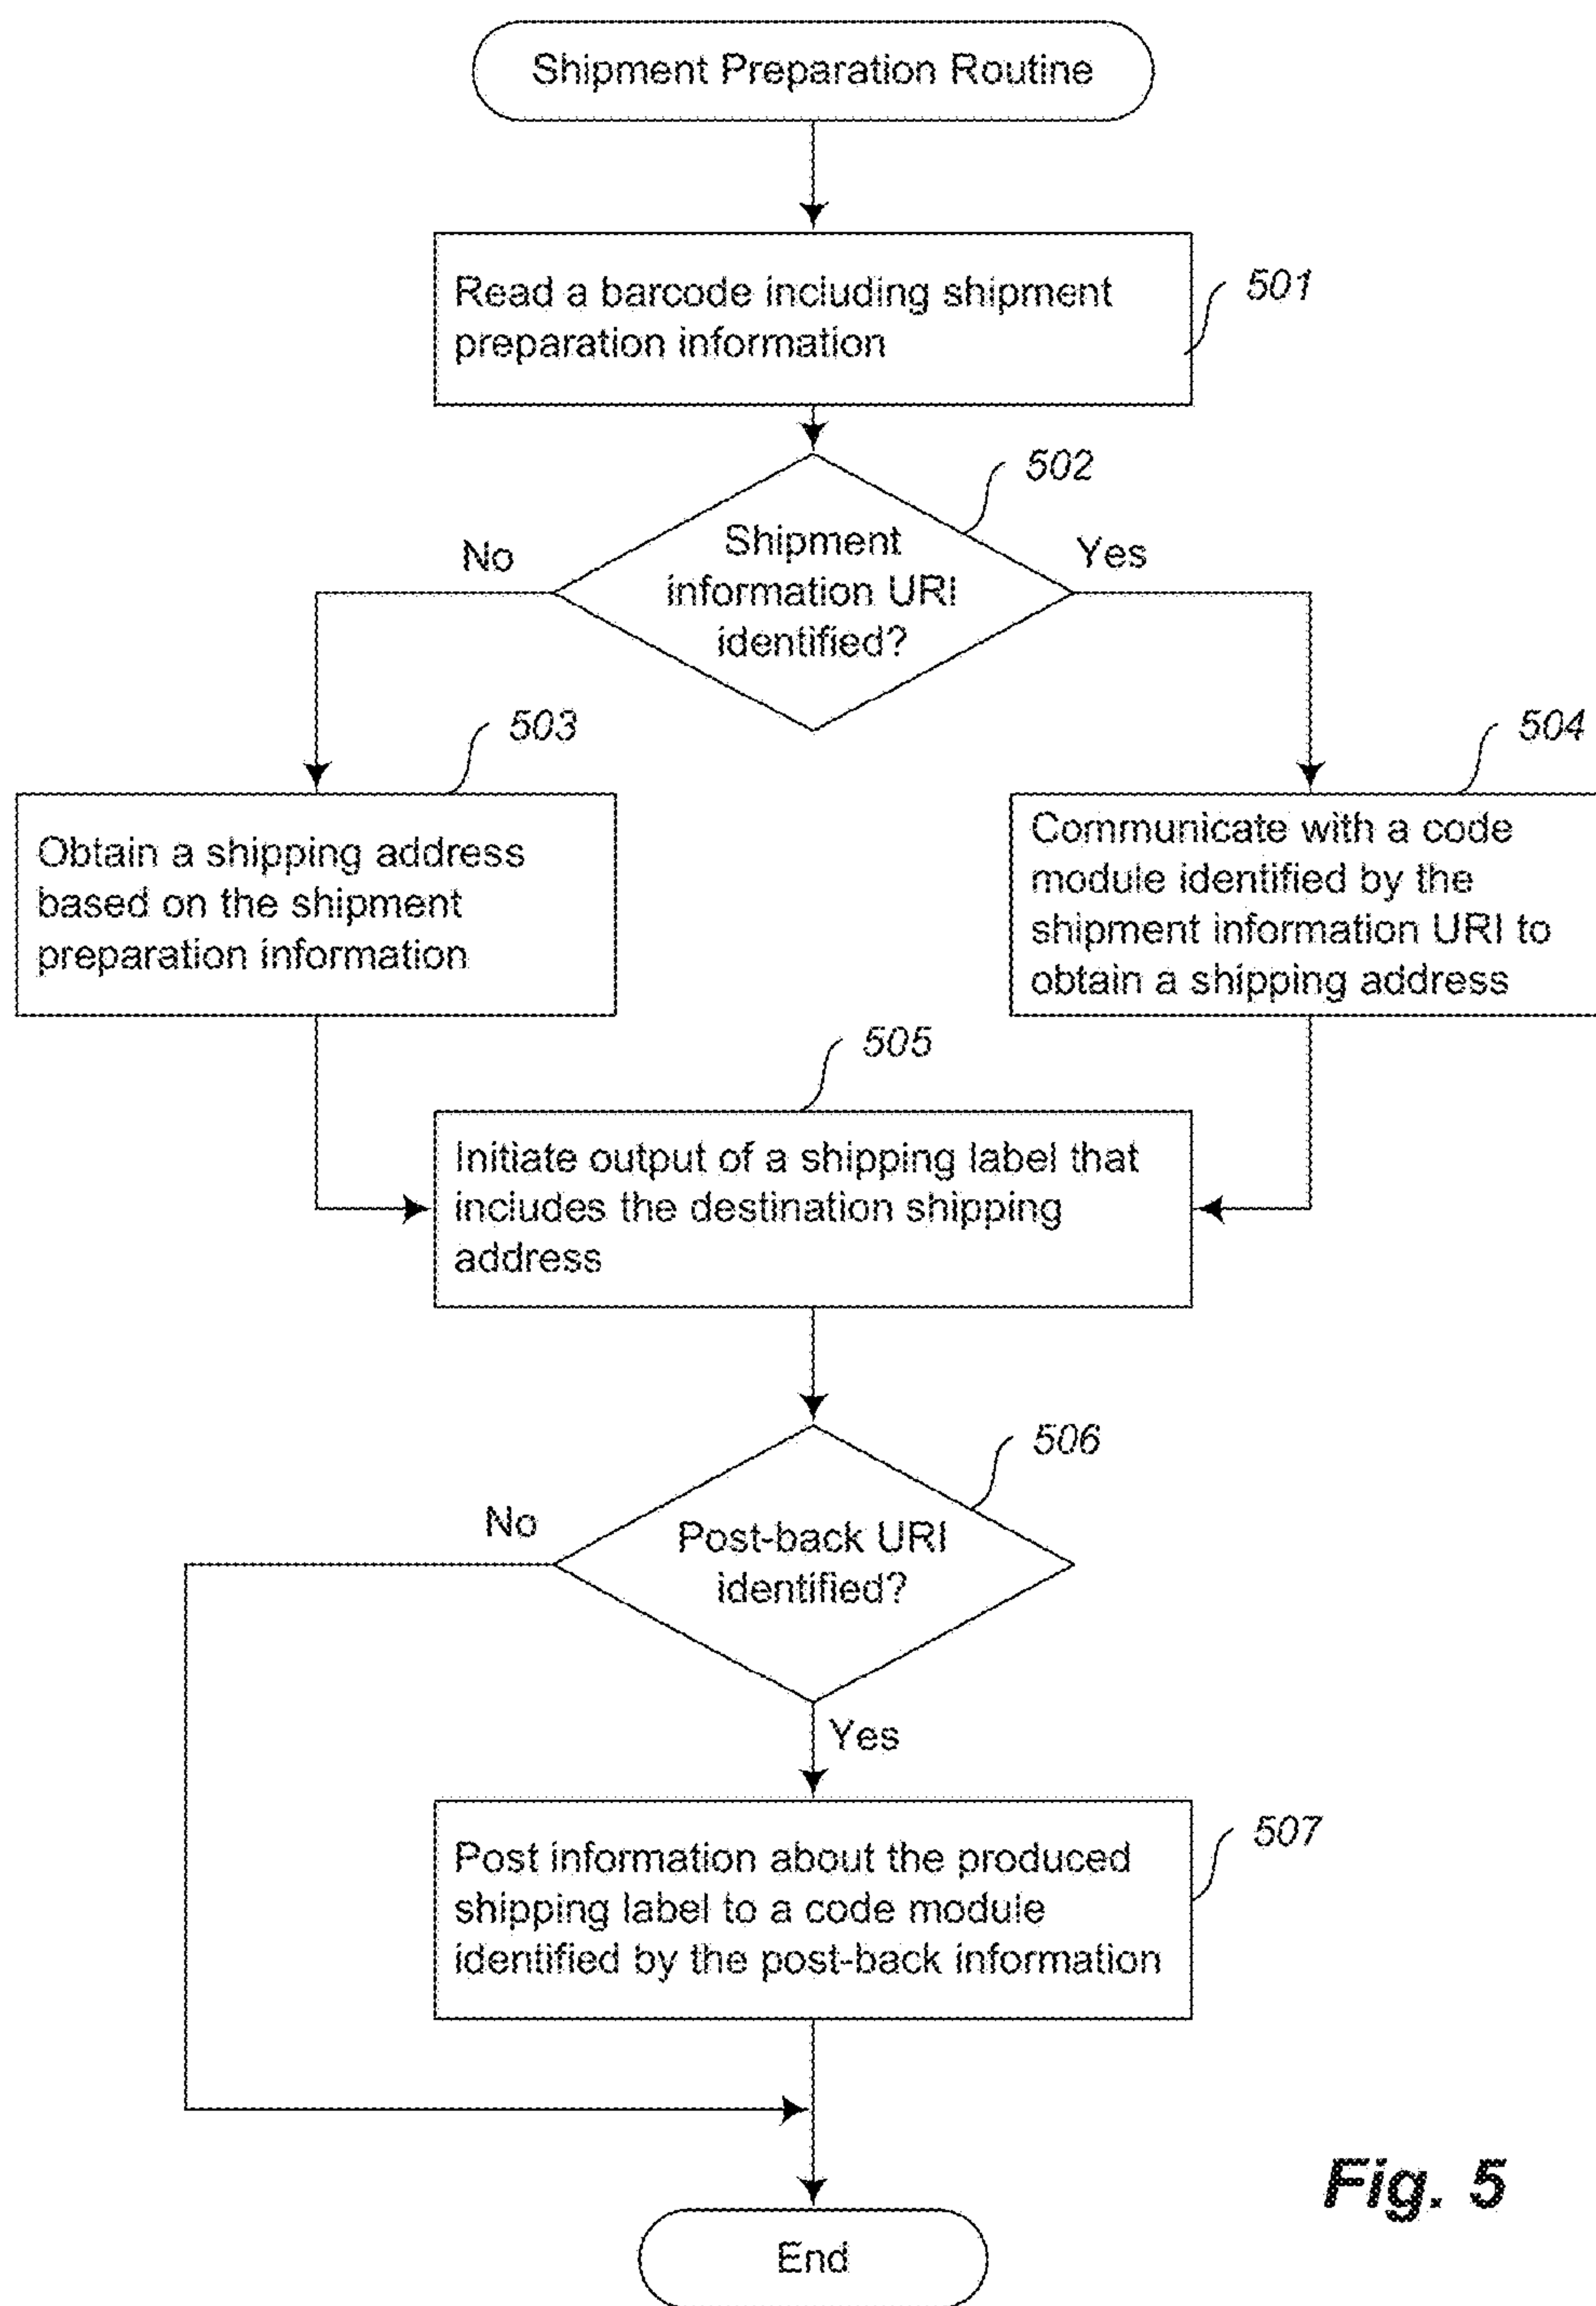 Shipment Preparation Routine
Read a barcode including shipment
preparation information
501
502
Shipment
information URI
identified?
No
Yes
503
Obtain a shipping address
based on the shipment
preparation information
504
Communicate with a code
module identified by the
shipment information URI to
obtain a shipping address
505
Initiate output of a shipping label that
includes the destination shipping
address
506
Post-back URI
identified?
No
Yes
507
Post information about the produced
shipping label to a code module
identified by the post-back information
End
Fig. 5